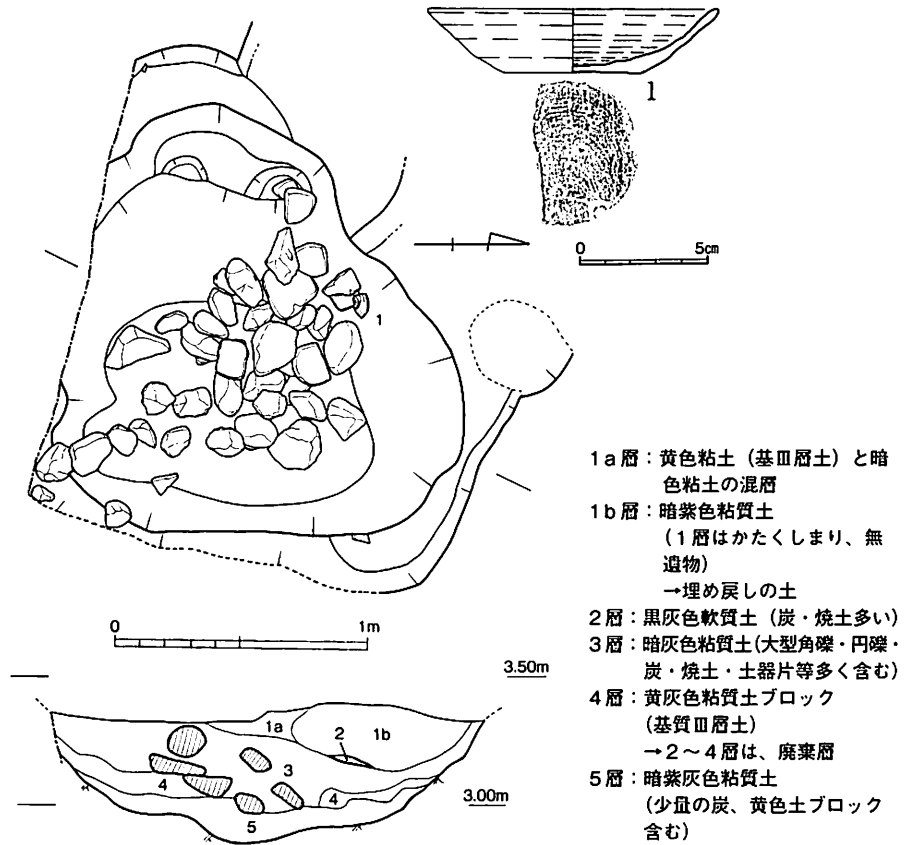 1
0 5cm
1
0 1m
3.50m
1a
2
1b
3
4
4
3.00m
5
1a層：黄色粘土（基Ⅲ層土）と暗
色粘土の混層
1b層：暗紫色粘質土
（1層はかたくしまり、無
遺物）
→埋め戻しの土
2層：黒灰色軟質土（炭・焼土多い）
3層：暗灰色粘質土（大型角礫・円礫・
炭・焼土・土器片等多く含む）
4層：黄灰色粘質土ブロック
（基質Ⅲ層土）
→2～4層は、廃棄層
5層：暗紫灰色粘質土
（少量の炭、黄色土ブロック
含む）